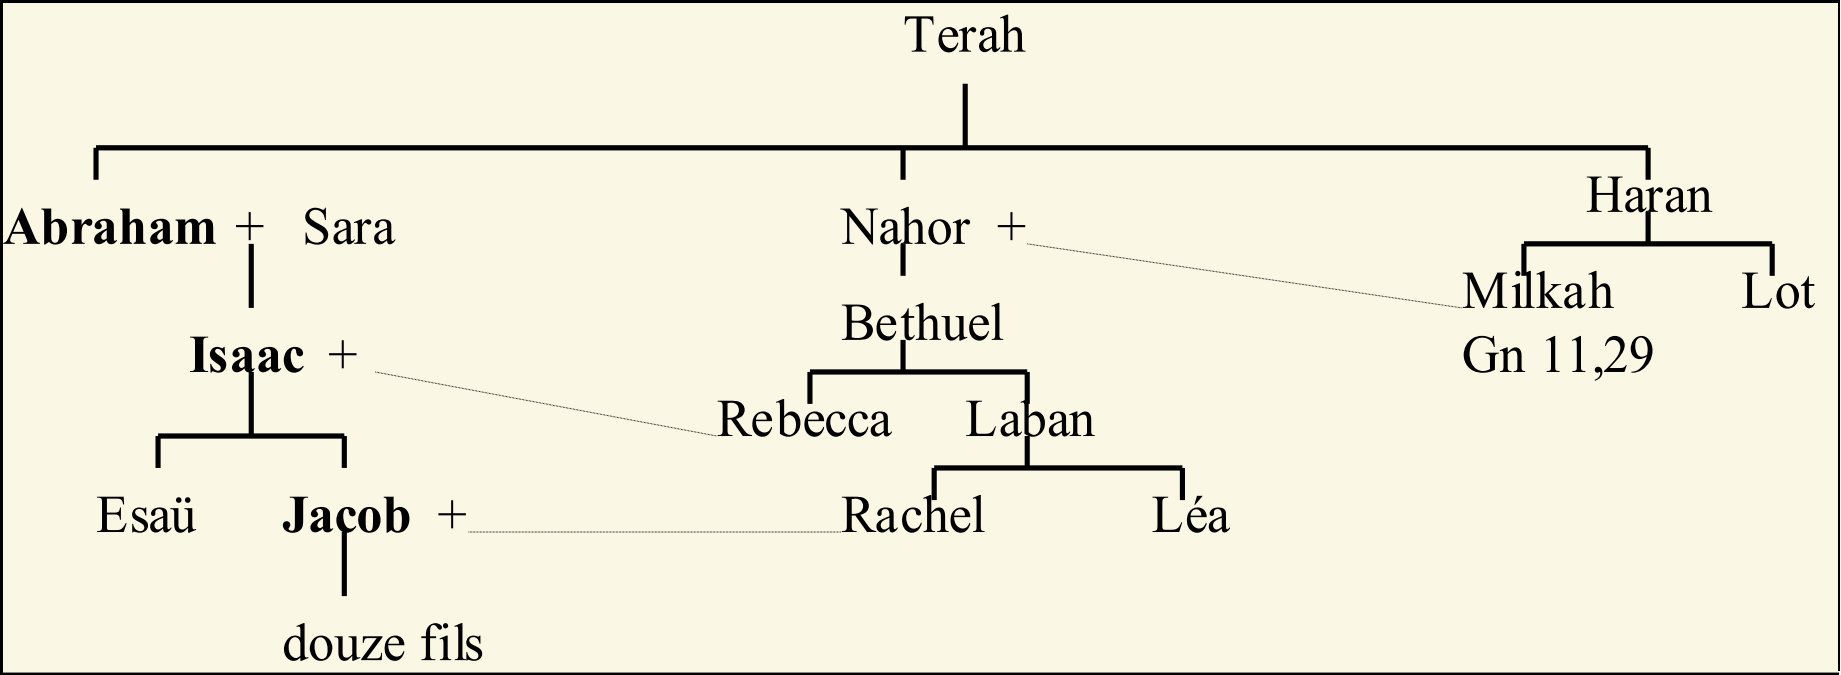 Terah
Haran
Abraham + Sara Nahor +
Milkah Lot
Bethuel
Isaac + Gn 11,29
Rebecca Laban
Esaü Jacob + Rachel Léa
douze fils